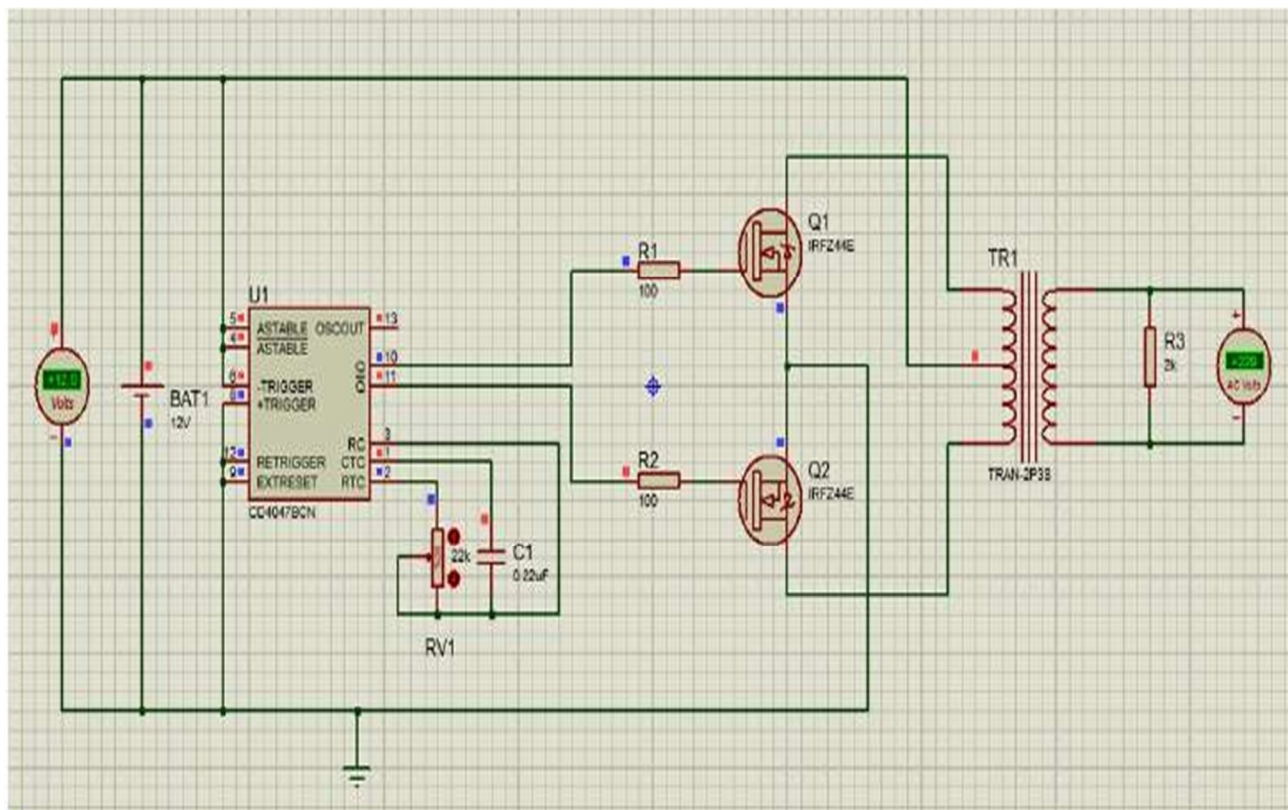 +12.0
Volts
BAT1
12V
U1
5
4
6
8
12
9
ASTABLE
ASTABLE
-TRIGGER
+TRIGGER
RETRIGGER
EXTRESET
OSCOUT
Q
Q
RC
CTC
RTC
13
10
11
3
1
2
CD4047BCN
22k
RV1
C1
0.22uF
R1
100
R2
100
Q1
IRFZ44E
Q2
IRFZ44E
TR1
TRAN-2P3S
R3
2k
+
AC Volts
-